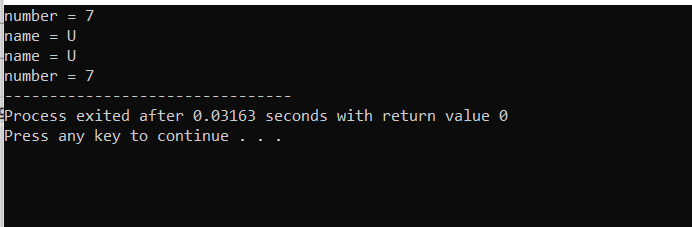 number = 7
name = U
name = U
number = 7
--------------------------------
Process exited after 0.03163 seconds with return value 0
Press any key to continue . . .